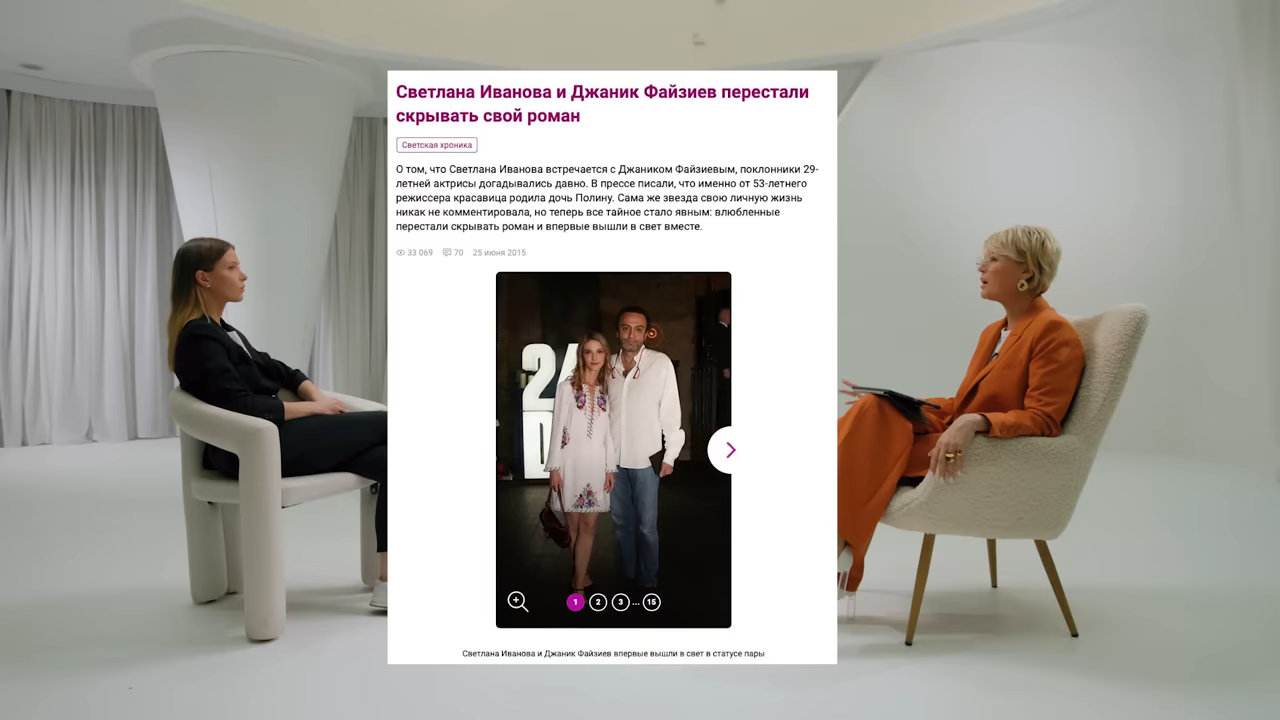 Светлана Иванова и Джаник Файзиев перестали
скрывать свой роман
Светская хроника
О том, что Светлана Иванова встречается с Джаником Файзиевым, поклонники 29-
летней актрисы догадывались давно. В прессе писали, что именно от 53-летнего
режиссера красавица родила дочь Полину. Сама же звезда свою личную жизнь
никак не комментировала, но теперь все тайное стало явным: влюбленные
перестали скрывать роман и впервые вышли в свет вместе.
33 069 70 25 июня 2015
24
D
1 2 3 ... 15
Светлана Иванова и Джаник Файзиев впервые вышли в свет в статусе пары